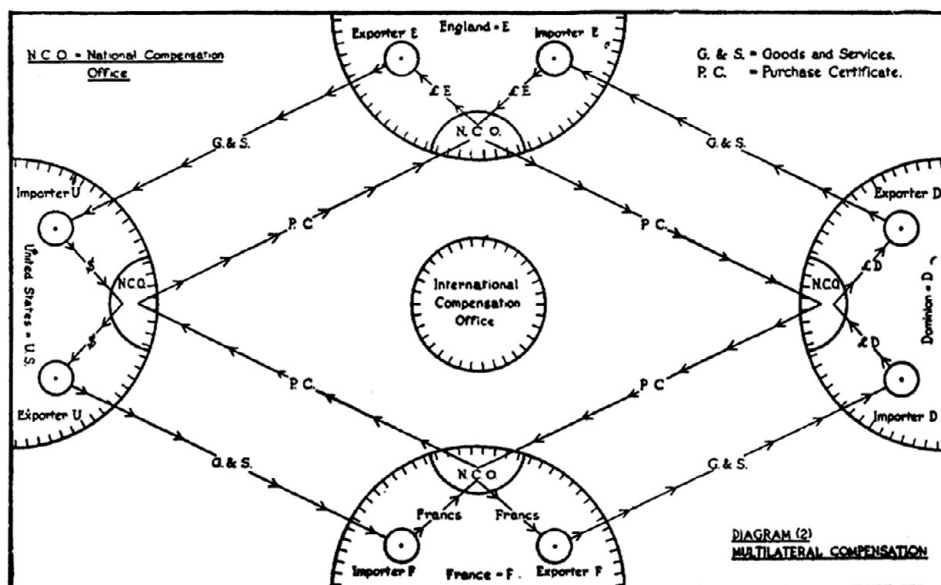 N C O. = National Compensation
Office
Exporter E
England = E
Importer E
G. & S. = Goods and Services.
P. C. = Purchase Certificate.
£E
£E
N. C. O.
G. & S.
G. & S.
Importer U
Exporter D
P. C
P C.
$
£D
United States = U.S.
N.C.O.
International
Compensation
Office
N.C.O.
Dominion = D
$
£D
Exporter U
P. C.
P C
Importer D
G. & S.
N. C. O.
G. & S.
Francs
Francs
DIAGRAM (2)
MULTILATERAL COMPENSATION
Importer F
France = F
Exporter F